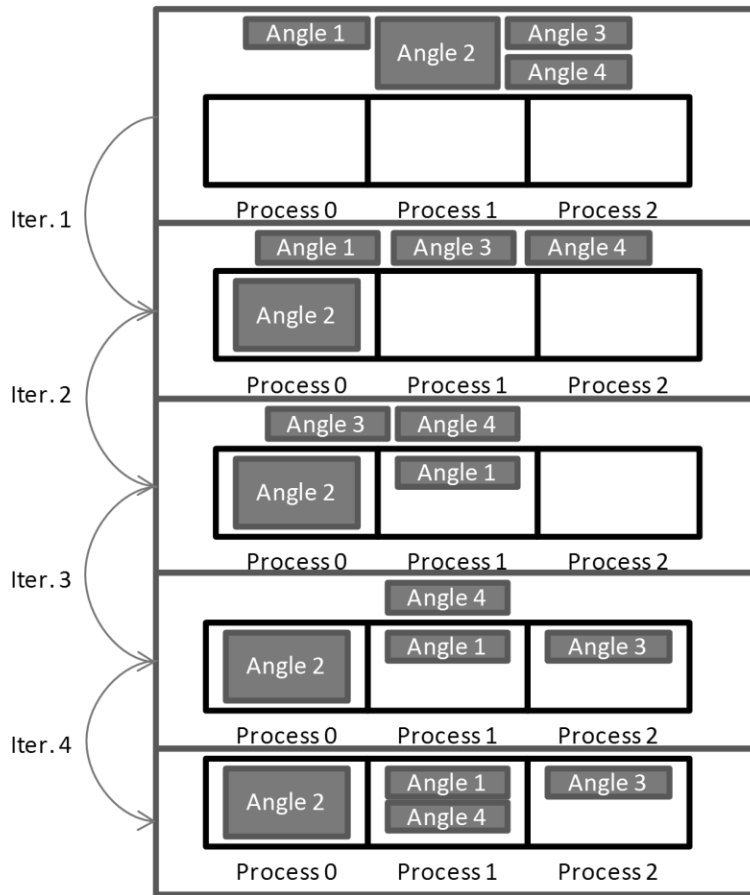 Angle 1
Angle 2
Angle 3
Angle 4
Process 0 Process 1 Process 2
Iter. 1
Angle 1 Angle 3 Angle 4
Angle 2
Process 0 Process 1 Process 2
Iter. 2
Angle 3 Angle 4
Angle 2 Angle 1
Process 0 Process 1 Process 2
Iter. 3
Angle 4
Angle 2 Angle 1 Angle 3
Process 0 Process 1 Process 2
Iter. 4
Angle 2 Angle 1 Angle 3
Angle 4
Process 0 Process 1 Process 2